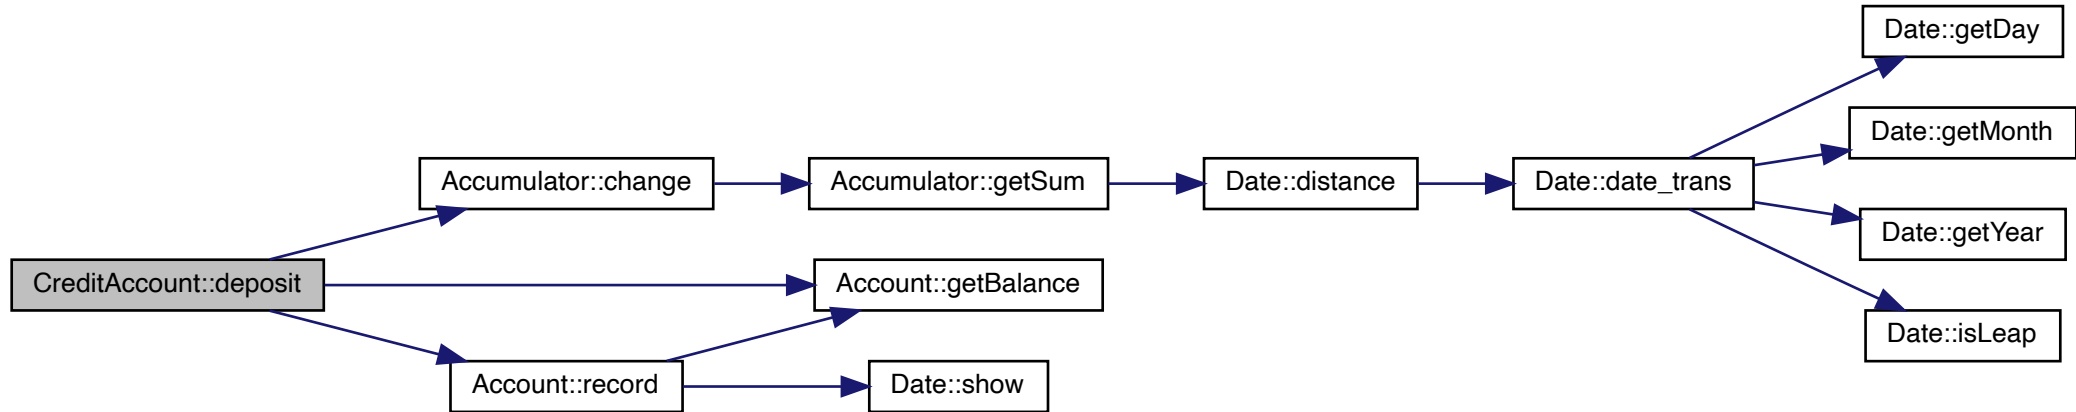 Date::getDay
Date::getMonth
Accumulator::change
Accumulator::getSum
Date::distance
Date::date_trans
Date::getYear
CreditAccount::deposit
Account::getBalance
Date::isLeap
Account::record
Date::show